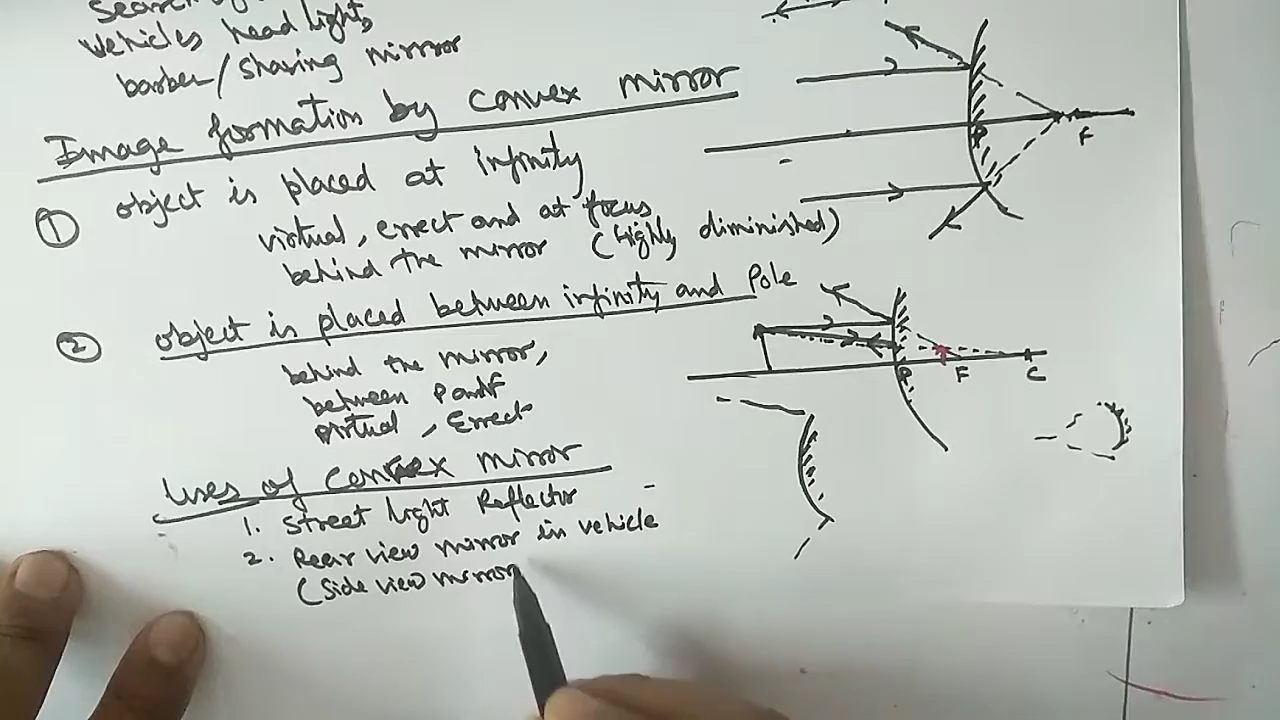 Search
Vehicles head lights
barber/shaving mirror
Image formation by convex mirror
① object is placed at infinity
virtual, errect and at focus
behind the mirror (highly diminished)
② object is placed between infinity and Pole
behind the mirror,
between P and F
virtual, Errect
Uses of convex mirror
1. Street light Reflector
2. Rear view mirror in vehicle
(Side view mirror
P F
P F C